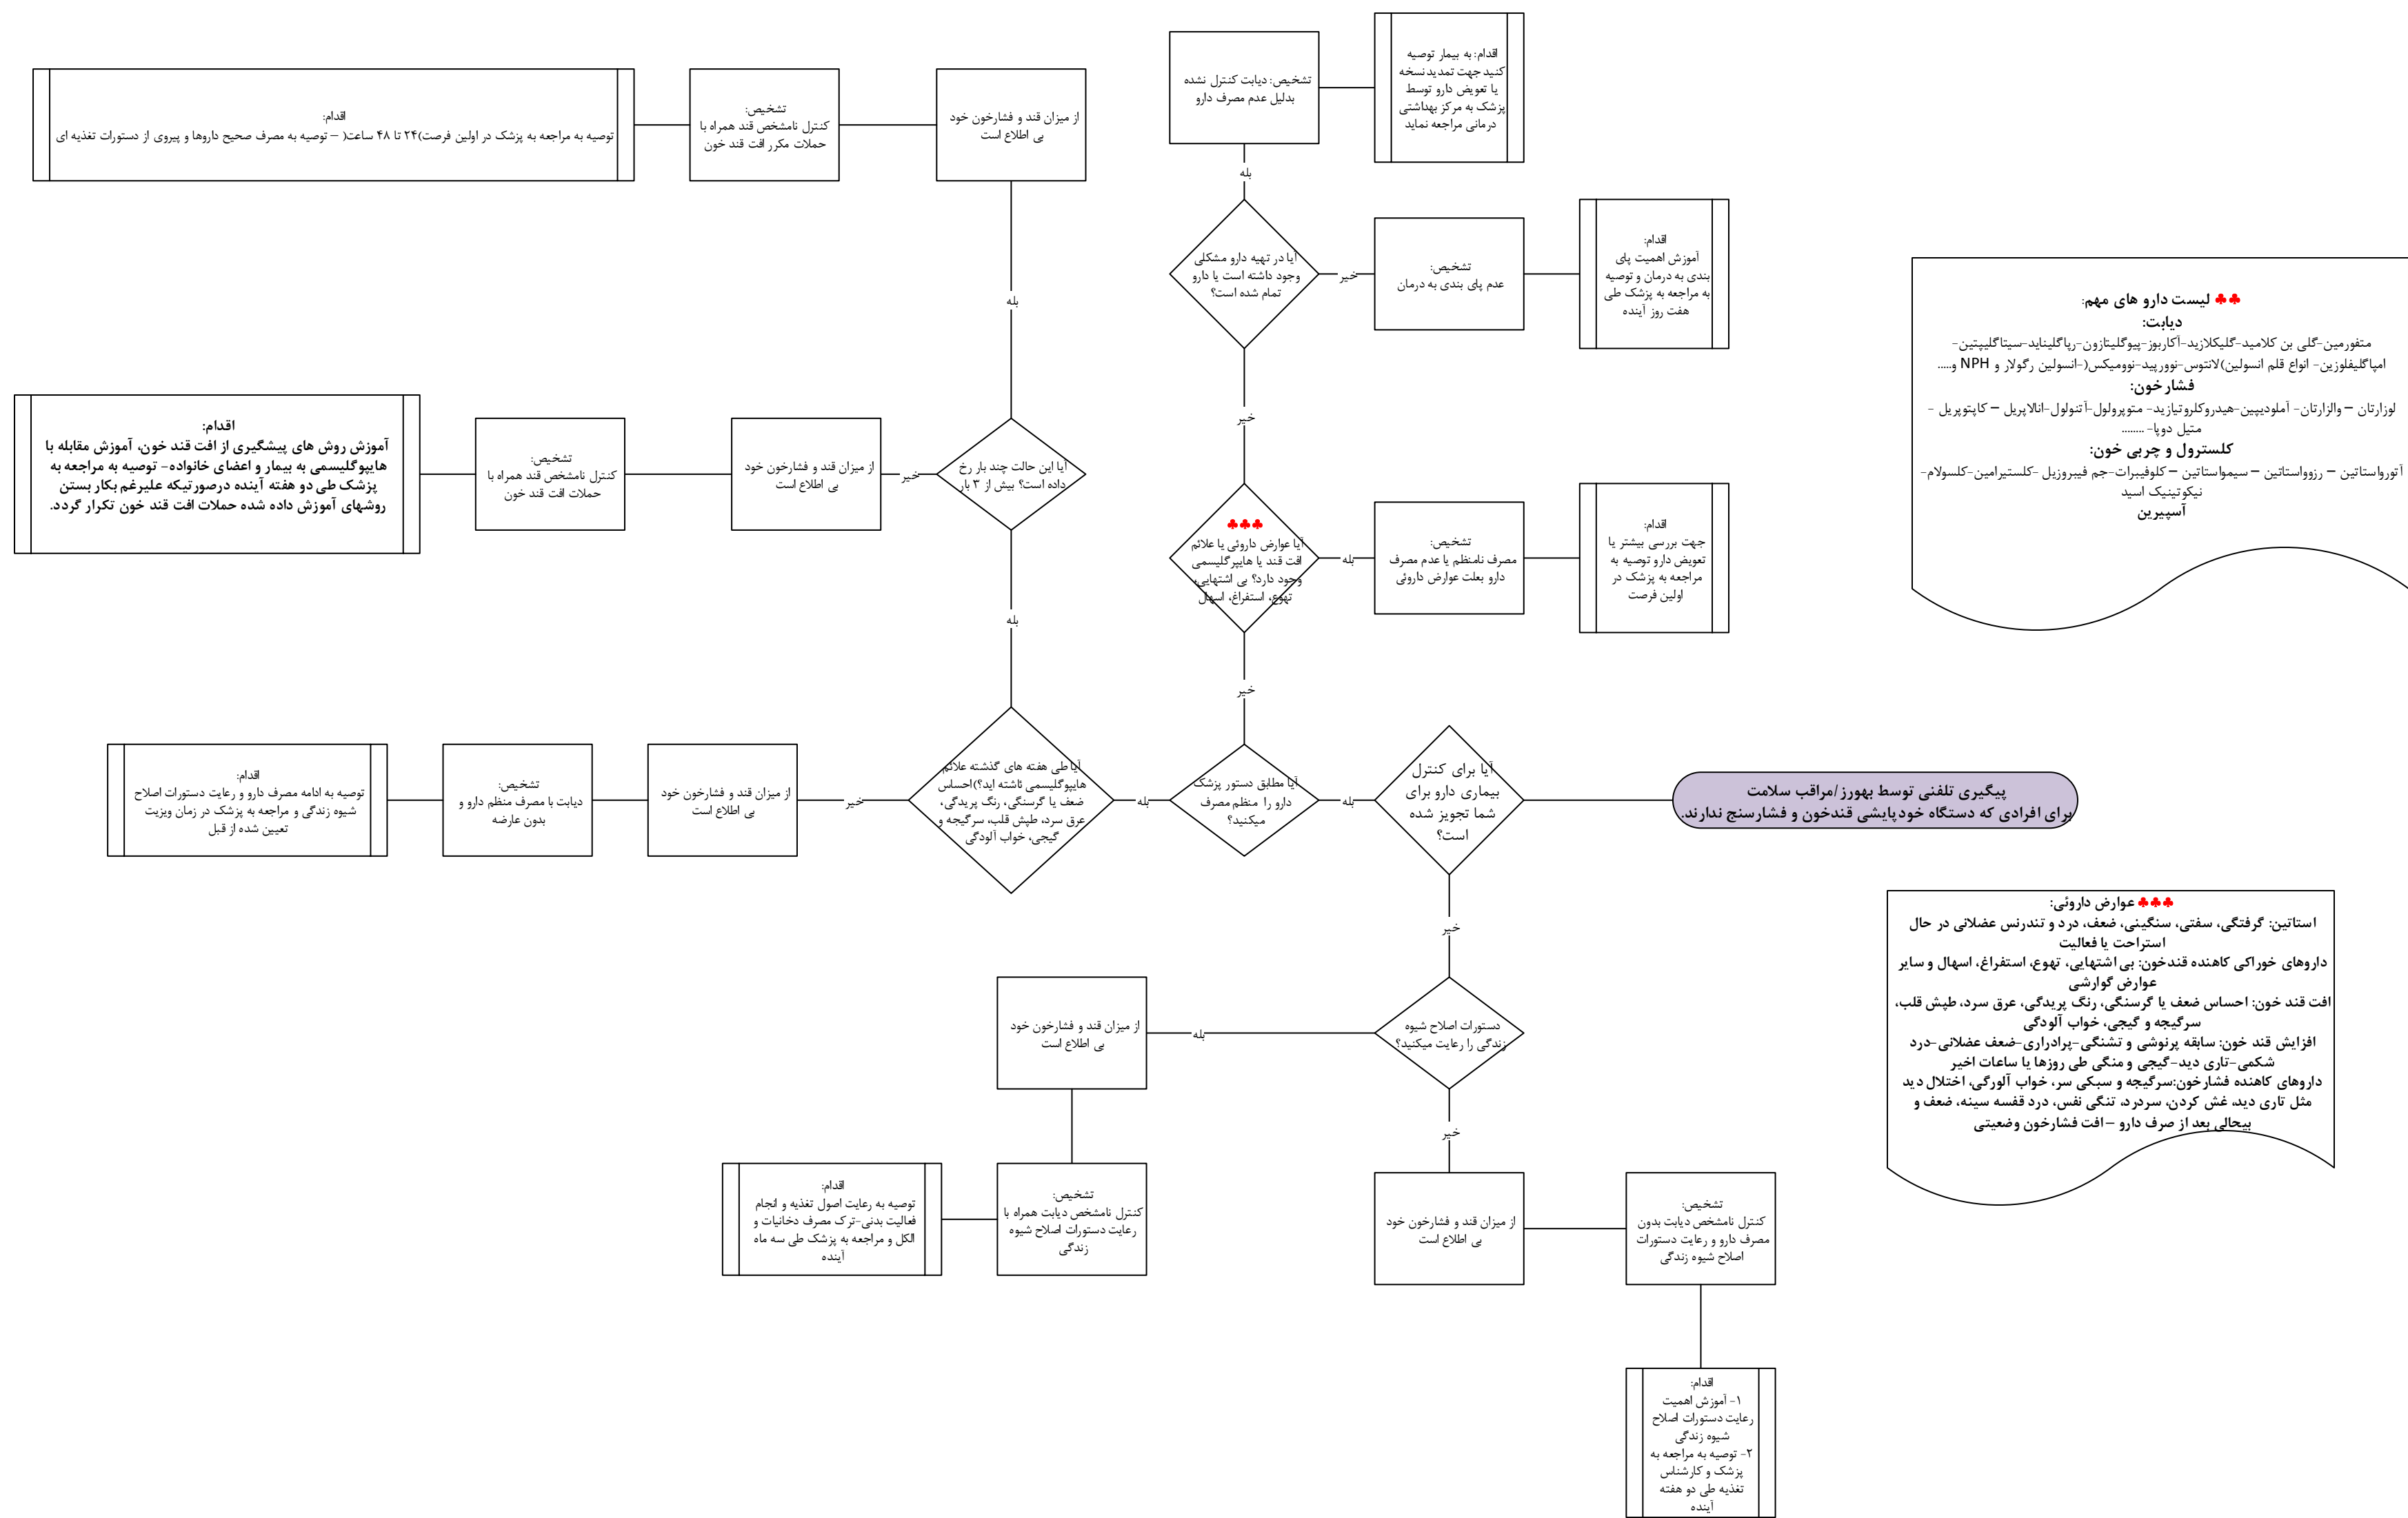 اقدام: به بیمار توصیه
کنید جهت تمدید نسخه
یا تعویض دارو توسط
پزشک به مرکز بهداشتی
درمانی مراجعه نماید
تشخیص: دیابت کنترل نشده
بدلیل عدم مصرف دارو
از میزان قند و فشارخون خود
بی اطلاع است
تشخیص:
کنترل نامشخص قند همراه با
حملات مکرر افت قند خون
اقدام:
توصیه به مراجعه به پزشک در اولین فرصت)۲۴ تا ۴۸ ساعت( – توصیه به مصرف صحیح داروها و پیروی از دستورات تغذیه ای
بله
اقدام:
آموزش اهمیت پای
بندی به درمان و توصیه
به مراجعه به پزشک طی
هفت روز آینده
تشخیص:
عدم پای بندی به درمان
خیر
آیا در تهیه دارو مشکلی
وجود داشته است یا دارو
تمام شده است؟
بله
♣♣ لیست دارو های مهم:
دیابت:
متفورمین-گلی بن کلامید-گلیکلازید-آکاربوز-پیوگلیتازون-رپاگلیناید-سیتاگلیپتین-
امپاگلیفلوزین- انواع قلم انسولین)لانتوس-نوورپید-نوومیکس(-انسولین رگولار و NPH و.....
فشارخون:
لوزارتان – والزارتان- آملودیپین-هیدروکلروتیازید- متوپرولول-آتنولول-انالاپریل – کاپتوپریل -
متیل دوپا- ........
کلسترول و چربی خون:
آتورواستاتین – رزوواستاتین – سیمواستاتین – کلوفیبرات-جم فیبروزیل -کلستیرامین-کلسولام-
نیکوتینیک اسید
آسپیرین
خیر
آیا این حالت چند بار رخ
داده است؟ بیش از ۳ بار
خیر
از میزان قند و فشارخون خود
بی اطلاع است
تشخیص:
کنترل نامشخص قند همراه با
حملات افت قند خون
اقدام:
آموزش روش های پیشگیری از افت قند خون، آموزش مقابله با
هایپوگلیسمی به بیمار و اعضای خانواده- توصیه به مراجعه به
پزشک طی دو هفته آینده درصورتیکه علیرغم بکار بستن
روشهای آموزش داده شده حملات افت قند خون تکرار گردد.
اقدام:
جهت بررسی بیشتر یا
تعویض دارو توصیه به
مراجعه به پزشک در
اولین فرصت
تشخیص:
مصرف نامنظم یا عدم مصرف
دارو بعلت عوارض داروئی
بله
♣♣♣
آیا عوارض داروئی یا علائم
افت قند یا هایپرگلیسمی
وجود دارد؟ بی اشتهایی،
تهوع، استفراغ، اسهال
بله
خیر
پیگیری تلفنی توسط بهورز/مراقب سلامت
برای افرادی که دستگاه خودپایشی قندخون و فشارسنج ندارند.
آیا برای کنترل
بیماری دارو برای
شما تجویز شده
است؟
بله
آیا مطابق دستور پزشک
دارو را منظم مصرف
میکنید؟
بله
آیا طی هفته های گذشته علائم
هایپوگلیسمی ئاشته اید؟)احساس
ضعف یا گرسنگی، رنگ پریدگی،
عرق سرد، طپش قلب، سرگیجه و
گیجی، خواب آلودگی
خیر
از میزان قند و فشارخون خود
بی اطلاع است
تشخیص:
دیابت با مصرف منظم دارو و
بدون عارضه
اقدام:
توصیه به ادامه مصرف دارو و رعایت دستورات اصلاح
شیوه زندگی و مراجعه به پزشک در زمان ویزیت
تعیین شده از قبل
♣♣♣ عوارض داروئی:
استاتین: گرفتگی، سفتی، سنگینی، ضعف، درد و تندرنس عضلانی در حال
استراحت یا فعالیت
داروهای خوراکی کاهنده قندخون: بی اشتهایی، تهوع، استفراغ، اسهال و سایر
عوارض گوارشی
افت قند خون: احساس ضعف یا گرسنگی، رنگ پریدگی، عرق سرد، طپش قلب،
سرگیجه و گیجی، خواب آلودگی
افزایش قند خون: سابقه پرنوشی و تشنگی-پرادراری-ضعف عضلانی-درد
شکمی-تاری دید-گیجی و منگی طی روزها یا ساعات اخیر
داروهای کاهنده فشارخون:سرگیجه و سبکی سر، خواب آلورگی، اختلال دید
مثل تاری دید، غش کردن، سردرد، تنگی نفس، درد قفسه سینه، ضعف و
بیحالی بعد از صرف دارو – افت فشارخون وضعیتی
خیر
دستورات اصلاح شیوه
زندگی را رعایت میکنید؟
بله
از میزان قند و فشارخون خود
بی اطلاع است
خیر
تشخیص:
کنترل نامشخص دیابت همراه با
رعایت دستورات اصلاح شیوه
زندگی
اقدام:
توصیه به رعایت اصول تغذیه و انجام
فعالیت بدنی-ترک مصرف دخانیات و
الکل و مراجعه به پزشک طی سه ماه
آینده
از میزان قند و فشارخون خود
بی اطلاع است
تشخیص:
کنترل نامشخص دیابت بدون
مصرف دارو و رعایت دستورات
اصلاح شیوه زندگی
اقدام:
۱- آموزش اهمیت
رعایت دستورات اصلاح
شیوه زندگی
۲- توصیه به مراجعه به
پزشک و کارشناس
تغذیه طی دو هفته
آینده